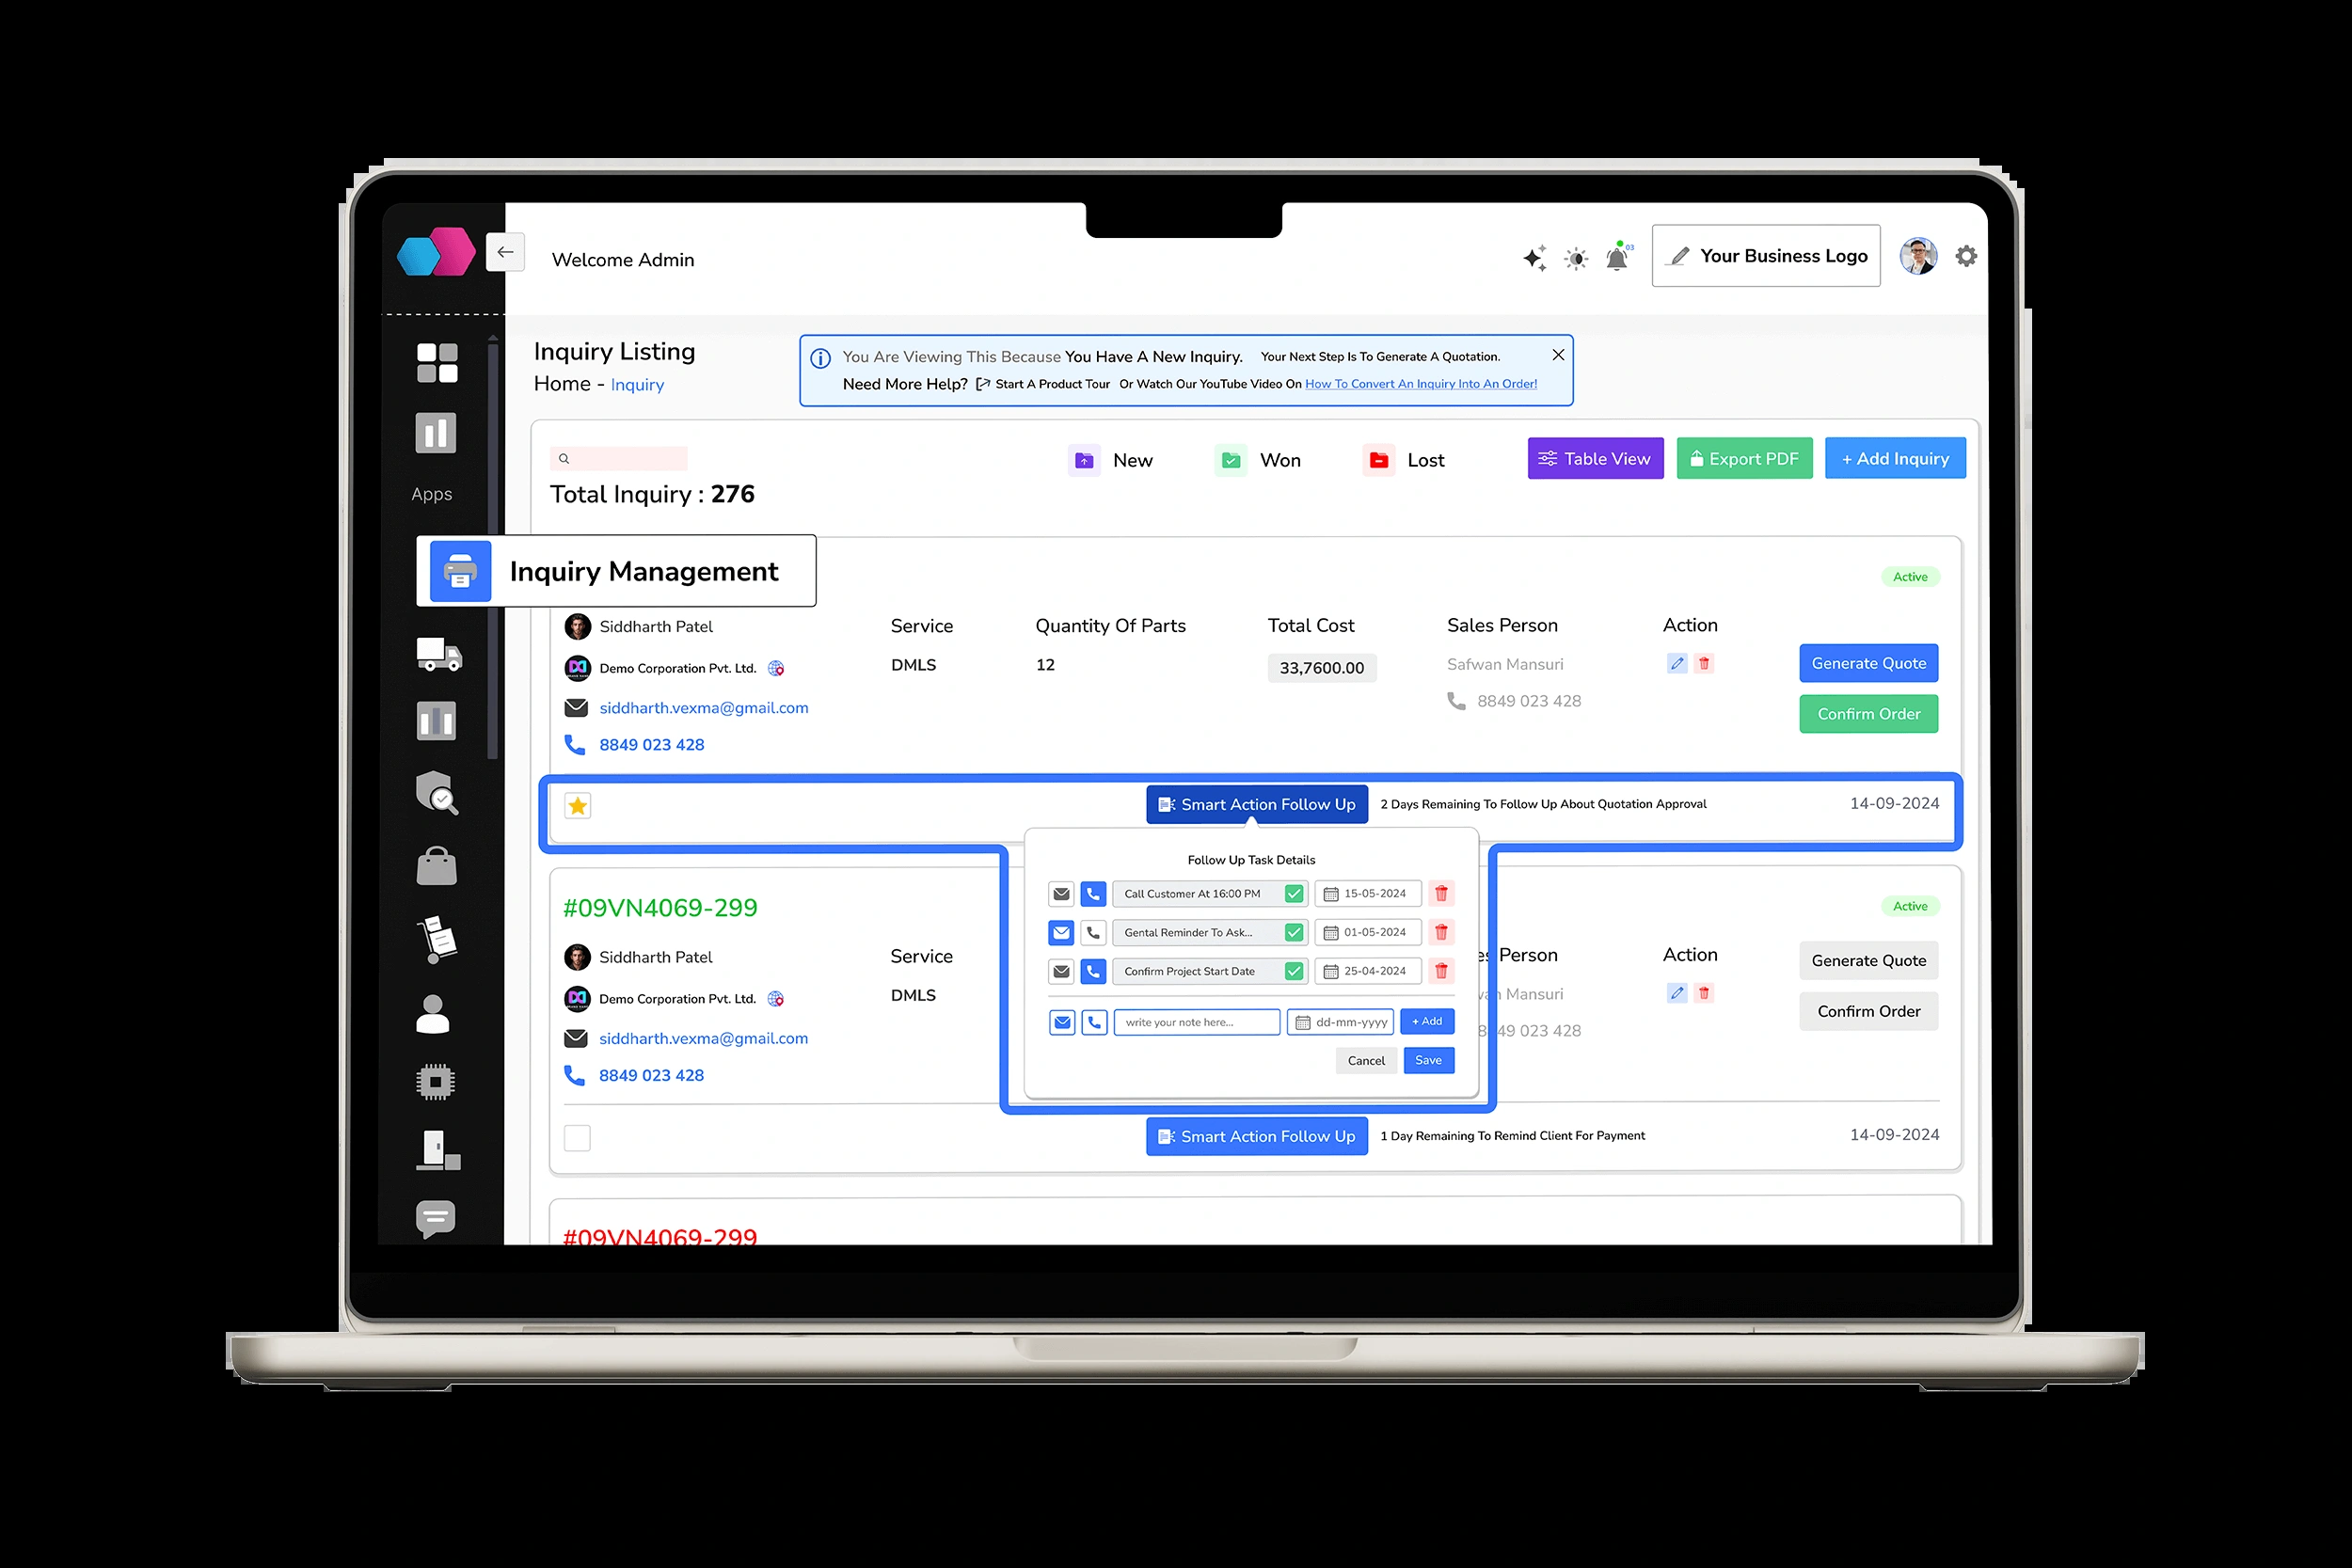 Welcome Admin
03
Your Business Logo
Inquiry Listing
Home - Inquiry
You Are Viewing This Because You Have A New Inquiry. Your Next Step Is To Generate A Quotation.
Need More Help? Start A Product Tour Or Watch Our YouTube Video On How To Convert An Inquiry Into An Order!
Apps
Total Inquiry : 276
New
Won
Lost
Table View
Export PDF
+ Add Inquiry
Inquiry Management
Active
Siddharth Patel
Demo Corporation Pvt. Ltd.
siddharth.vexma@gmail.com
8849 023 428
Service
DMLS
Quantity Of Parts
12
Total Cost
33,7600.00
Sales Person
Safwan Mansuri
8849 023 428
Action
Generate Quote
Confirm Order
Smart Action Follow Up
2 Days Remaining To Follow Up About Quotation Approval
14-09-2024
Follow Up Task Details
Call Customer At 16:00 PM 15-05-2024
Gental Reminder To Ask... 01-05-2024
Confirm Project Start Date 25-04-2024
write your note here... dd-mm-yyyy + Add
Cancel Save
#09VN4069-299
Active
Siddharth Patel
Demo Corporation Pvt. Ltd.
siddharth.vexma@gmail.com
8849 023 428
Service
DMLS
es Person
wan Mansuri
849 023 428
Action
Generate Quote
Confirm Order
Smart Action Follow Up
1 Day Remaining To Remind Client For Payment
14-09-2024
#09VN4069-299